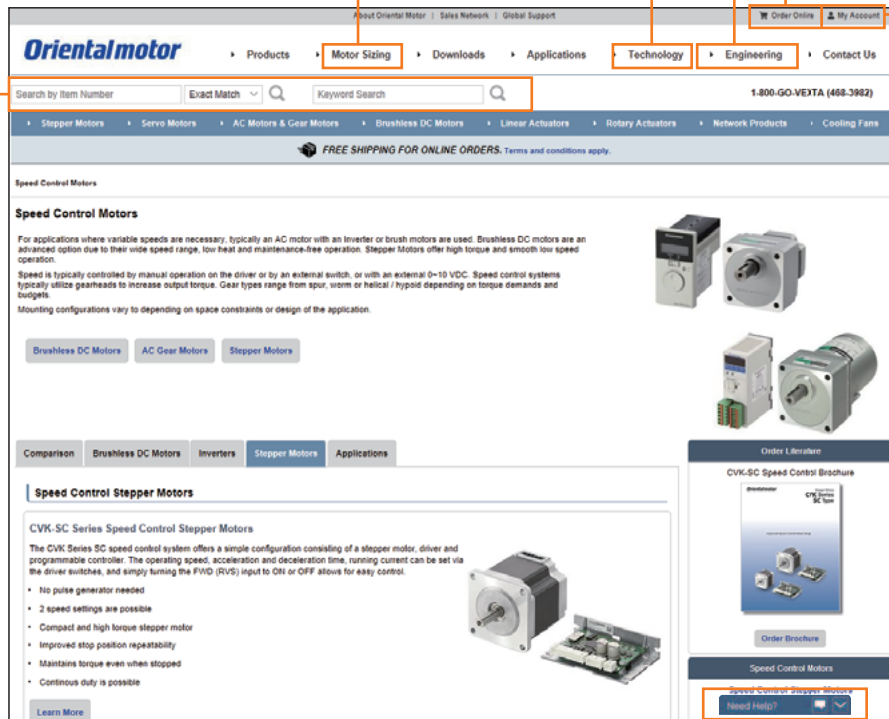 About Oriental Motor | Sales Network | Global Support
Order Online
My Account
Orientalmotor
Products
Motor Sizing
Downloads
Applications
Technology
Engineering
Contact Us
Search by Item Number
Exact Match
Keyword Search
1-800-GO-VEXTA (468-3982)
Stepper Motors
Servo Motors
AC Motors & Gear Motors
Brushless DC Motors
Linear Actuators
Rotary Actuators
Network Products
Cooling Fans
FREE SHIPPING FOR ONLINE ORDERS. Terms and conditions apply.
Speed Control Motors
Speed Control Motors
For applications where variable speeds are necessary, typically an AC motor with an Inverter or brush motors are used. Brushless DC motors are an
advanced option due to their wide speed range, low heat and maintenance-free operation. Stepper Motors offer high torque and smooth low speed
operation.
Speed is typically controlled by manual operation on the driver or by an external switch, or with an external 0~10 VDC. Speed control systems
typically utilize gearheads to increase output torque. Gear types range from spur, worm or helical / hypoid depending on torque demands and
budgets.
Mounting configurations vary to depending on space constraints or design of the application.
Brushless DC Motors
AC Gear Motors
Stepper Motors
Comparison
Brushless DC Motors
Inverters
Stepper Motors
Applications
Speed Control Stepper Motors
CVK-SC Series Speed Control Stepper Motors
The CVK Series SC speed control system offers a simple configuration consisting of a stepper motor, driver and
programmable controller. The operating speed, acceleration and deceleration time, running current can be set via
the driver switches, and simply turning the FWD (RVS) input to ON or OFF allows for easy control.
• No pulse generator needed
• 2 speed settings are possible
• Compact and high torque stepper motor
• Improved stop position repeatability
• Maintains torque even when stopped
• Continous duty is possible
Learn More
Order Literature
CVK-SC Speed Control Brochure
Orientalmotor
CVK Series
SC Type
Order Brochure
Speed Control Motors
Speed Control Stepper Motors
Need Help?